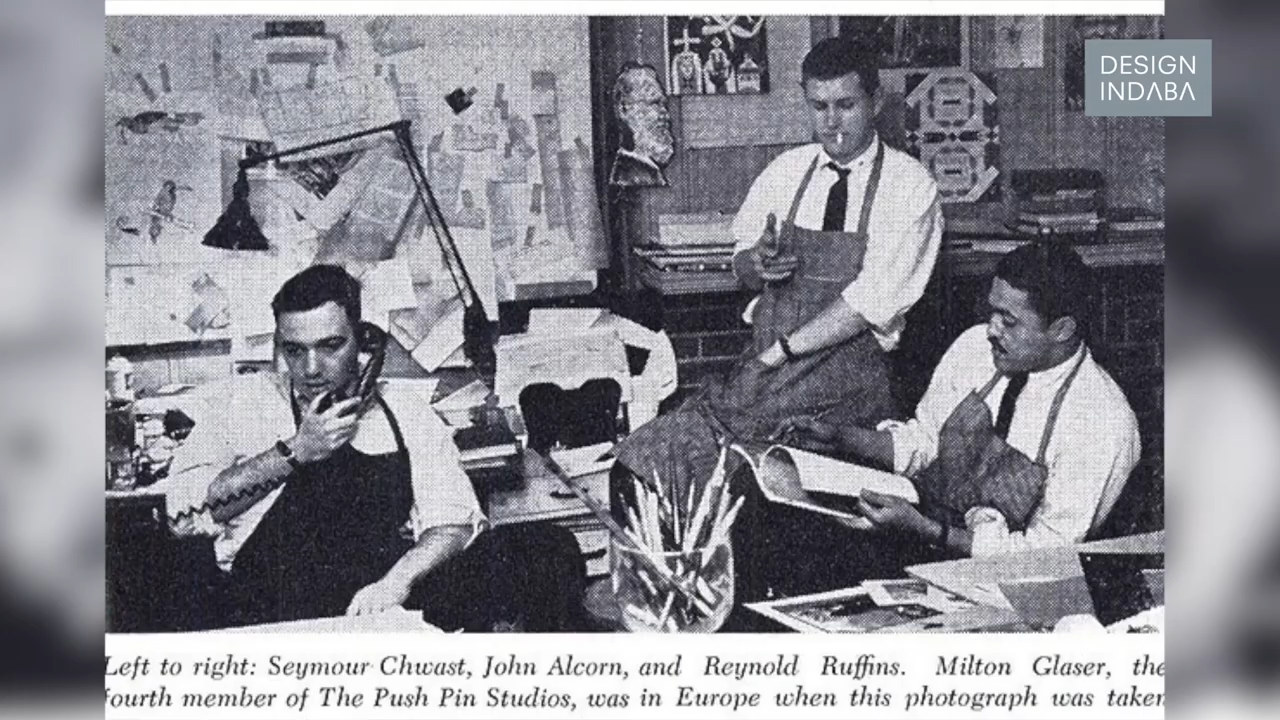 DESIGN
INDABA
Left to right: Seymour Chwast, John Alcorn, and Reynold Ruffins. Milton Glaser, the
fourth member of The Push Pin Studios, was in Europe when this photograph was taken